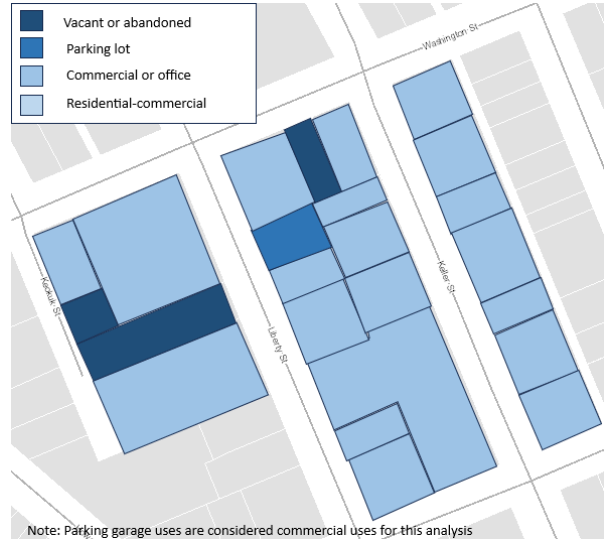 Vacant or abandoned
Parking lot
Commercial or office
Residential-commercial
Washington St
Keokuk St
Liberty St
Keller St
Note: Parking garage uses are considered commercial uses for this analysis